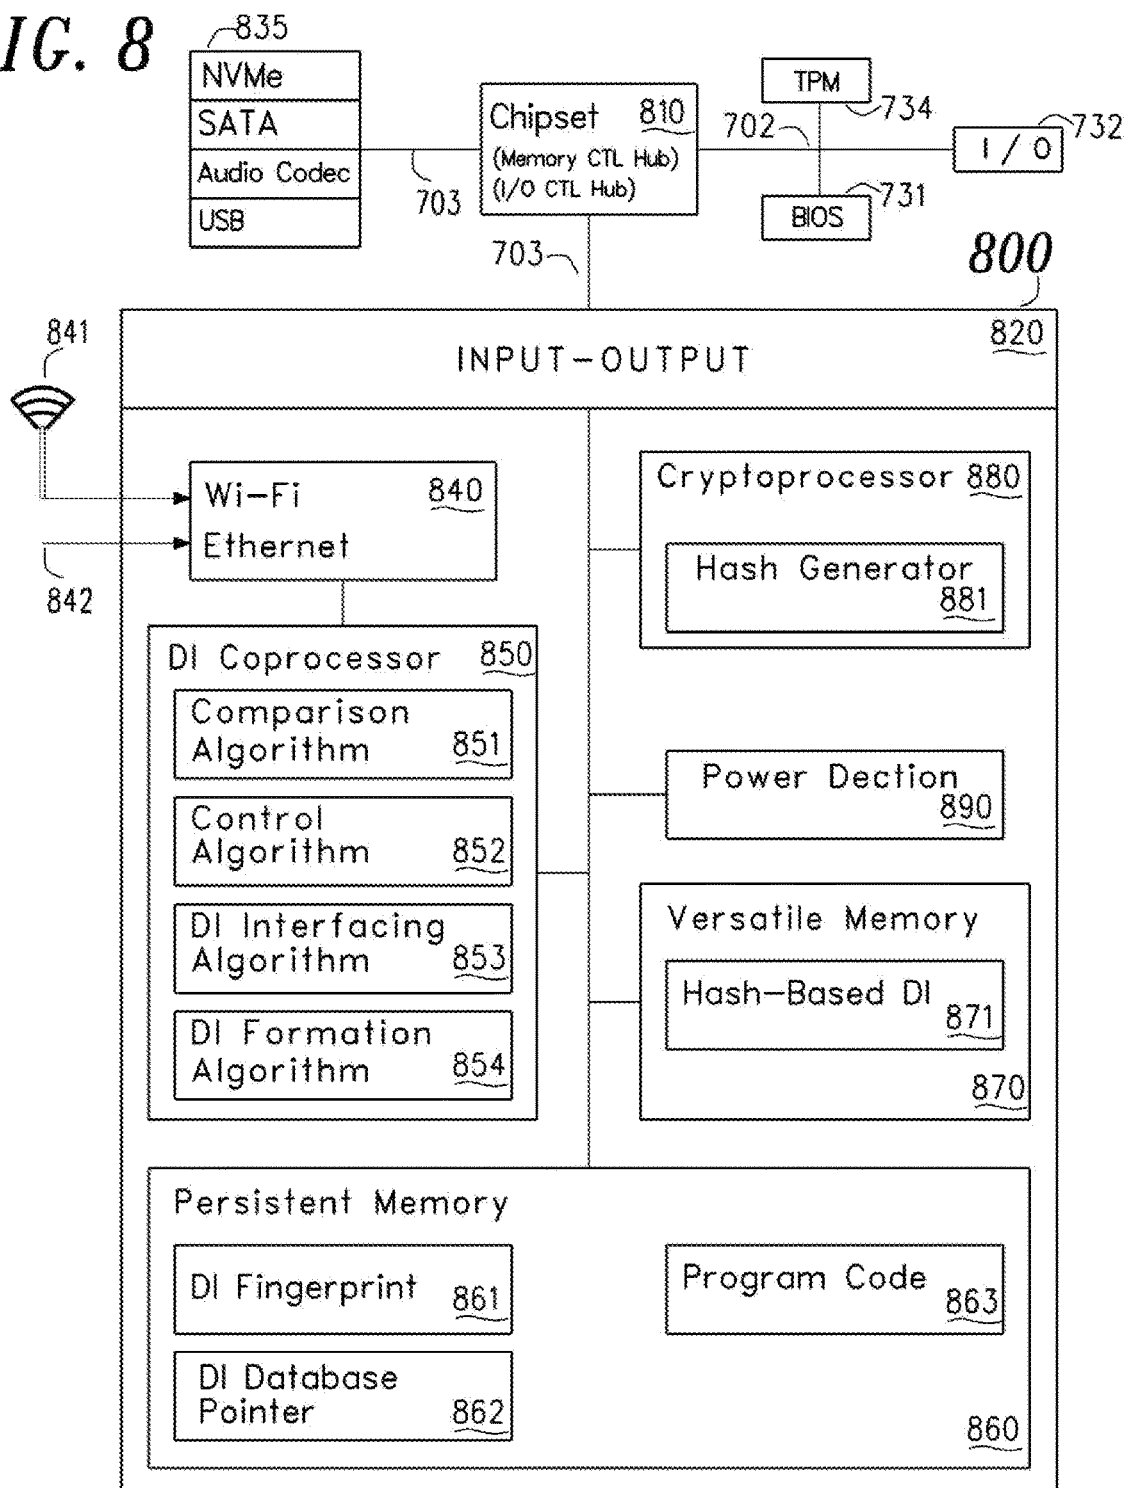 IG. 8
835
NVMe
SATA
Audio Codec
USB
703
Chipset 810
(Memory CTL Hub)
(I/O CTL Hub)
703
702
TPM
734
I/O
732
BIOS
731
800
INPUT-OUTPUT
820
841
842
Wi-Fi 840
Ethernet
Cryptoprocessor 880
Hash Generator
881
DI Coprocessor 850
Comparison
Algorithm 851
Control
Algorithm 852
DI Interfacing
Algorithm 853
DI Formation
Algorithm 854
Power Dection
890
Versatile Memory
Hash-Based DI
871
870
Persistent Memory
DI Fingerprint 861
DI Database
Pointer 862
Program Code
863
860